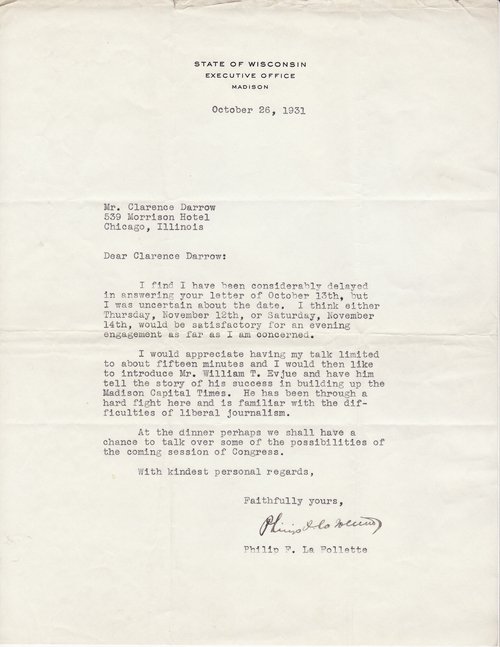 STATE OF WISCONSIN
EXECUTIVE OFFICE
MADISON
October 26, 1931
Mr. Clarence Darrow
539 Morrison Hotel
Chicago, Illinois
Dear Clarence Darrow:
I find I have been considerably delayed
in answering your letter of October 13th, but
I was uncertain about the date. I think either
Thursday, November 12th, or Saturday, November
14th, would be satisfactory for an evening
engagement as far as I am concerned.
I would appreciate having my talk limited
to about fifteen minutes and I would then like
to introduce Mr. William T. Evjue and have him
tell the story of his success in building up the
Madison Capital Times. He has been through a
hard fight here and is familiar with the dif-
ficulties of liberal journalism.
At the dinner perhaps we shall have a
chance to talk over some of the possibilities of
the coming session of Congress.
With kindest personal regards,
Faithfully yours,
Philip F. La Follette
Philip F. La Follette